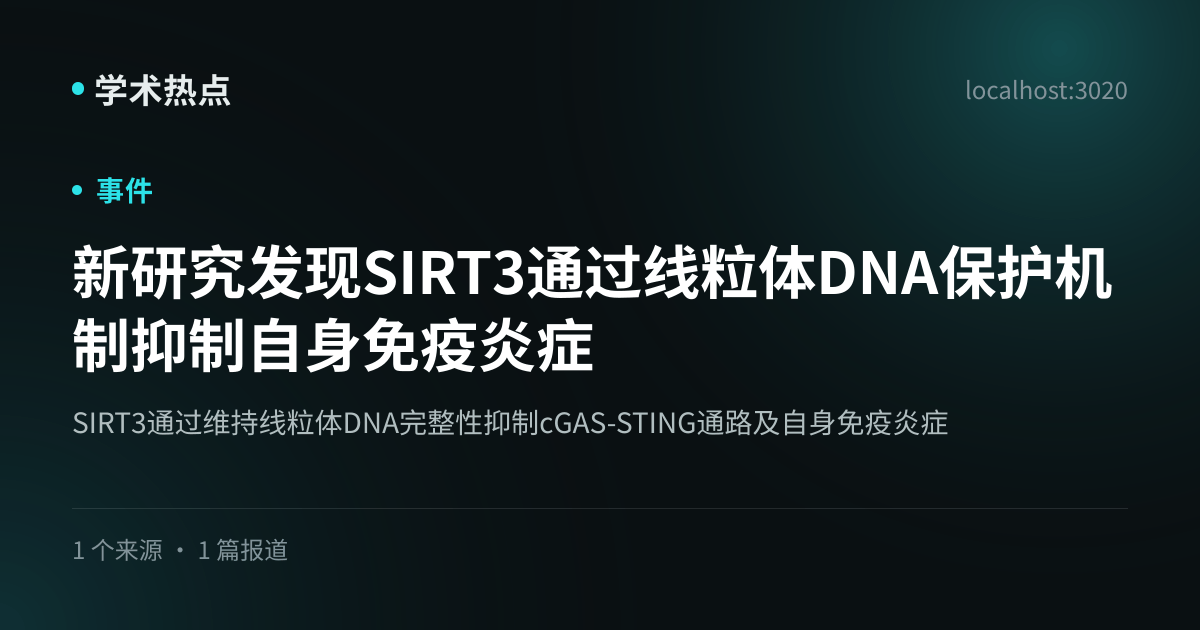 学术热点
localhost:3020
事件
新研究发现SIRT3通过线粒体DNA保护机
制抑制自身免疫炎症
SIRT3通过维持线粒体DNA完整性抑制cGAS-STING通路及自身免疫炎症
1 个来源 · 1 篇报道